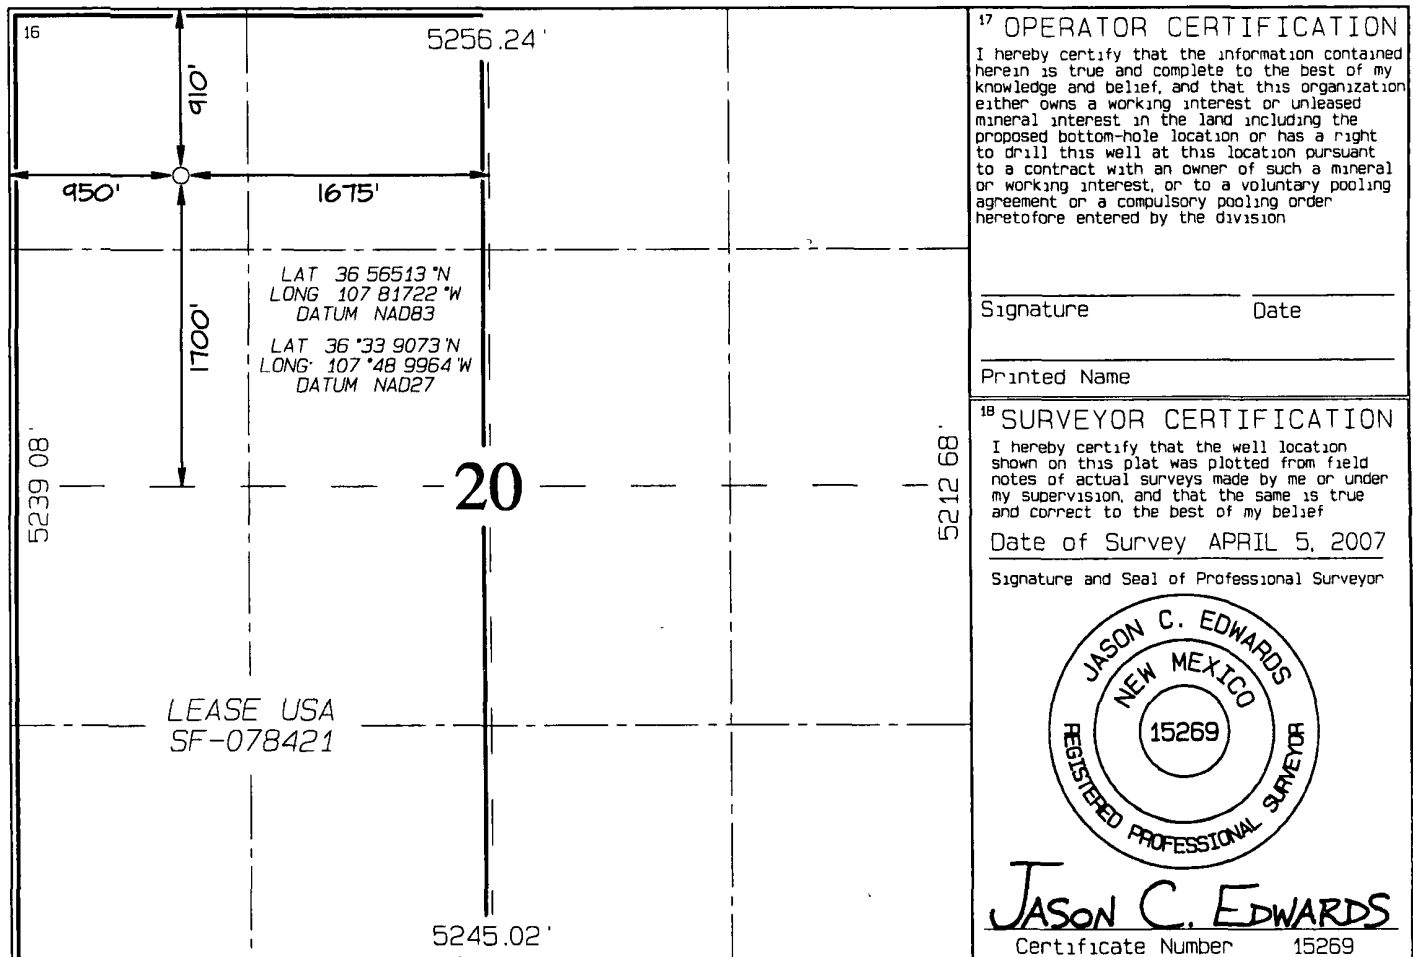 16
5256.24'
910'
950'
1675'
LAT 36 56513 °N
LONG 107 81722 °W
DATUM NAD83
LAT 36 °33 9073 'N
LONG· 107 °48 9964 'W
DATUM NAD27
1700'
5239 08'
20
5212 68'
LEASE USA
SF-078421
5245.02'
17 OPERATOR CERTIFICATION
I hereby certify that the information contained
herein is true and complete to the best of my
knowledge and belief, and that this organization
either owns a working interest or unleased
mineral interest in the land including the
proposed bottom-hole location or has a right
to drill this well at this location pursuant
to a contract with an owner of such a mineral
or working interest, or to a voluntary pooling
agreement or a compulsory pooling order
heretofore entered by the division
Signature Date
Printed Name
18 SURVEYOR CERTIFICATION
I hereby certify that the well location
shown on this plat was plotted from field
notes of actual surveys made by me or under
my supervision, and that the same is true
and correct to the best of my belief
Date of Survey APRIL 5, 2007
Signature and Seal of Professional Surveyor
JASON C. EDWARDS
NEW MEXICO
15269
REGISTERED PROFESSIONAL SURVEYOR
JASON C. EDWARDS
Certificate Number 15269